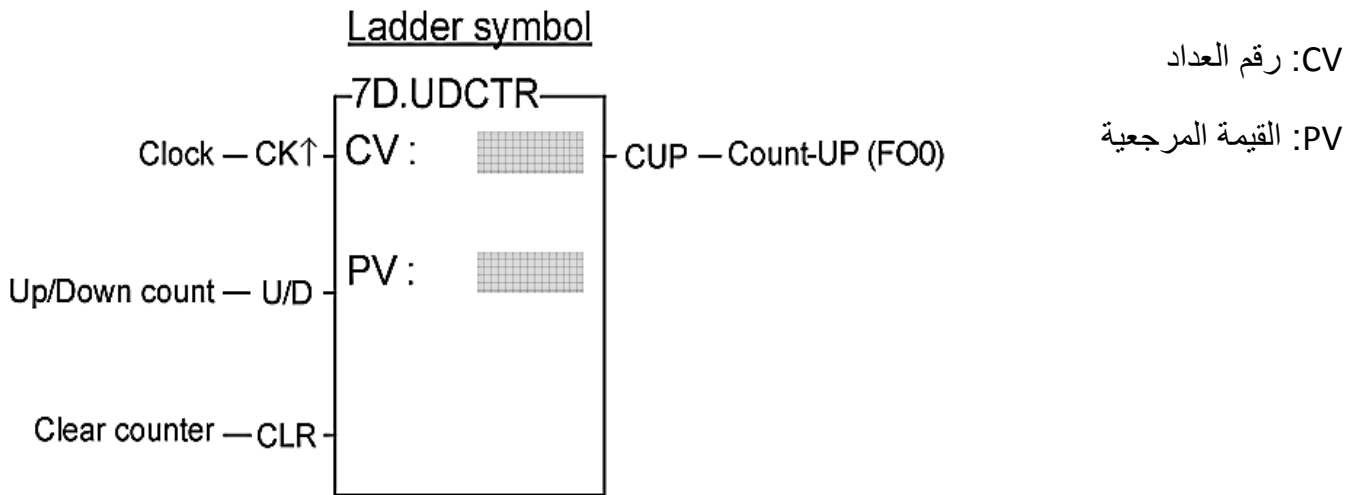 Ladder symbol
7D.UDCTR
Clock — CK↑ CV :
CUP — Count-UP (FO0)
Up/Down count — U/D PV :
Clear counter — CLR
CV: رقم العداد
PV: القيمة المرجعية